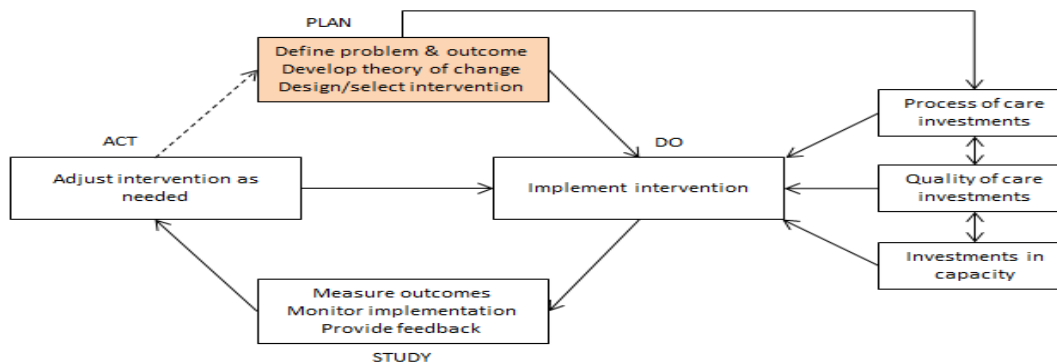 PLAN
Define problem & outcome
Develop theory of change
Design/select intervention
Process of care
investments
ACT
DO
Adjust intervention as
needed
Implement intervention
Quality of care
investments
Investments in
capacity
Measure outcomes
Monitor implementation
Provide feedback
STUDY